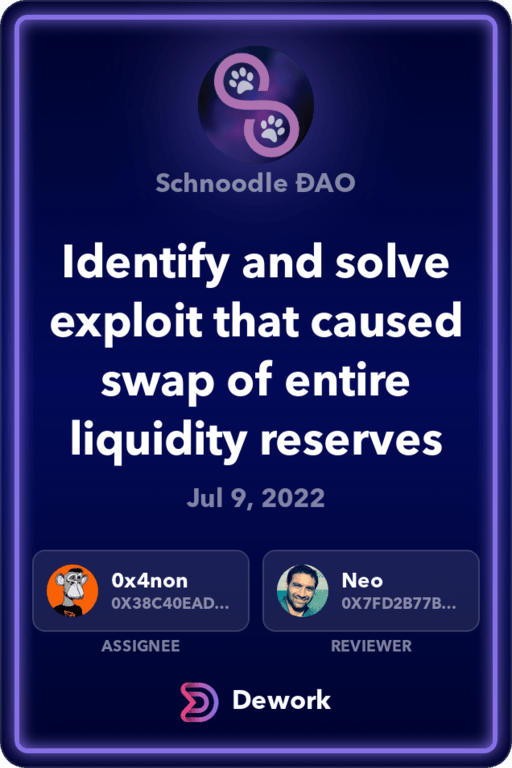 Schnoodle ÐAO
Identify and solve
exploit that caused
swap of entire
liquidity reserves
Jul 9, 2022
0x4non
0X38C40EAD...
ASSIGNEE
Neo
0X7FD2B77B...
REVIEWER
Dework